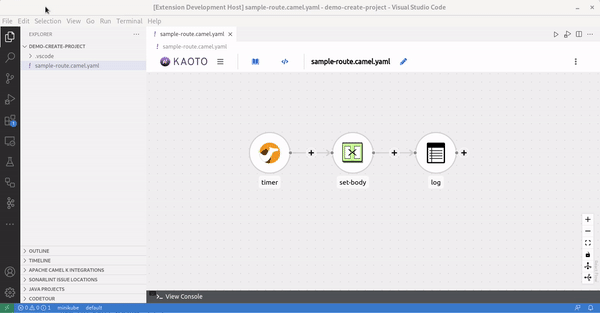 [Extension Development Host] sample-route.camel.yaml - demo-create-project - Visual Studio Code
File Edit Selection View Go Run Terminal Help
EXPLORER
sample-route.camel.yaml
DEMO-CREATE-PROJECT
sample-route.camel.yaml
.vscode
sample-route.camel.yaml
KAOTO
sample-route.camel.yaml
timer
set-body
log
OUTLINE
TIMELINE
APACHE CAMEL K INTEGRATIONS
SONARLINT ISSUE LOCATIONS
JAVA PROJECTS
CODETOUR
View Console
0 0 1 minikube default